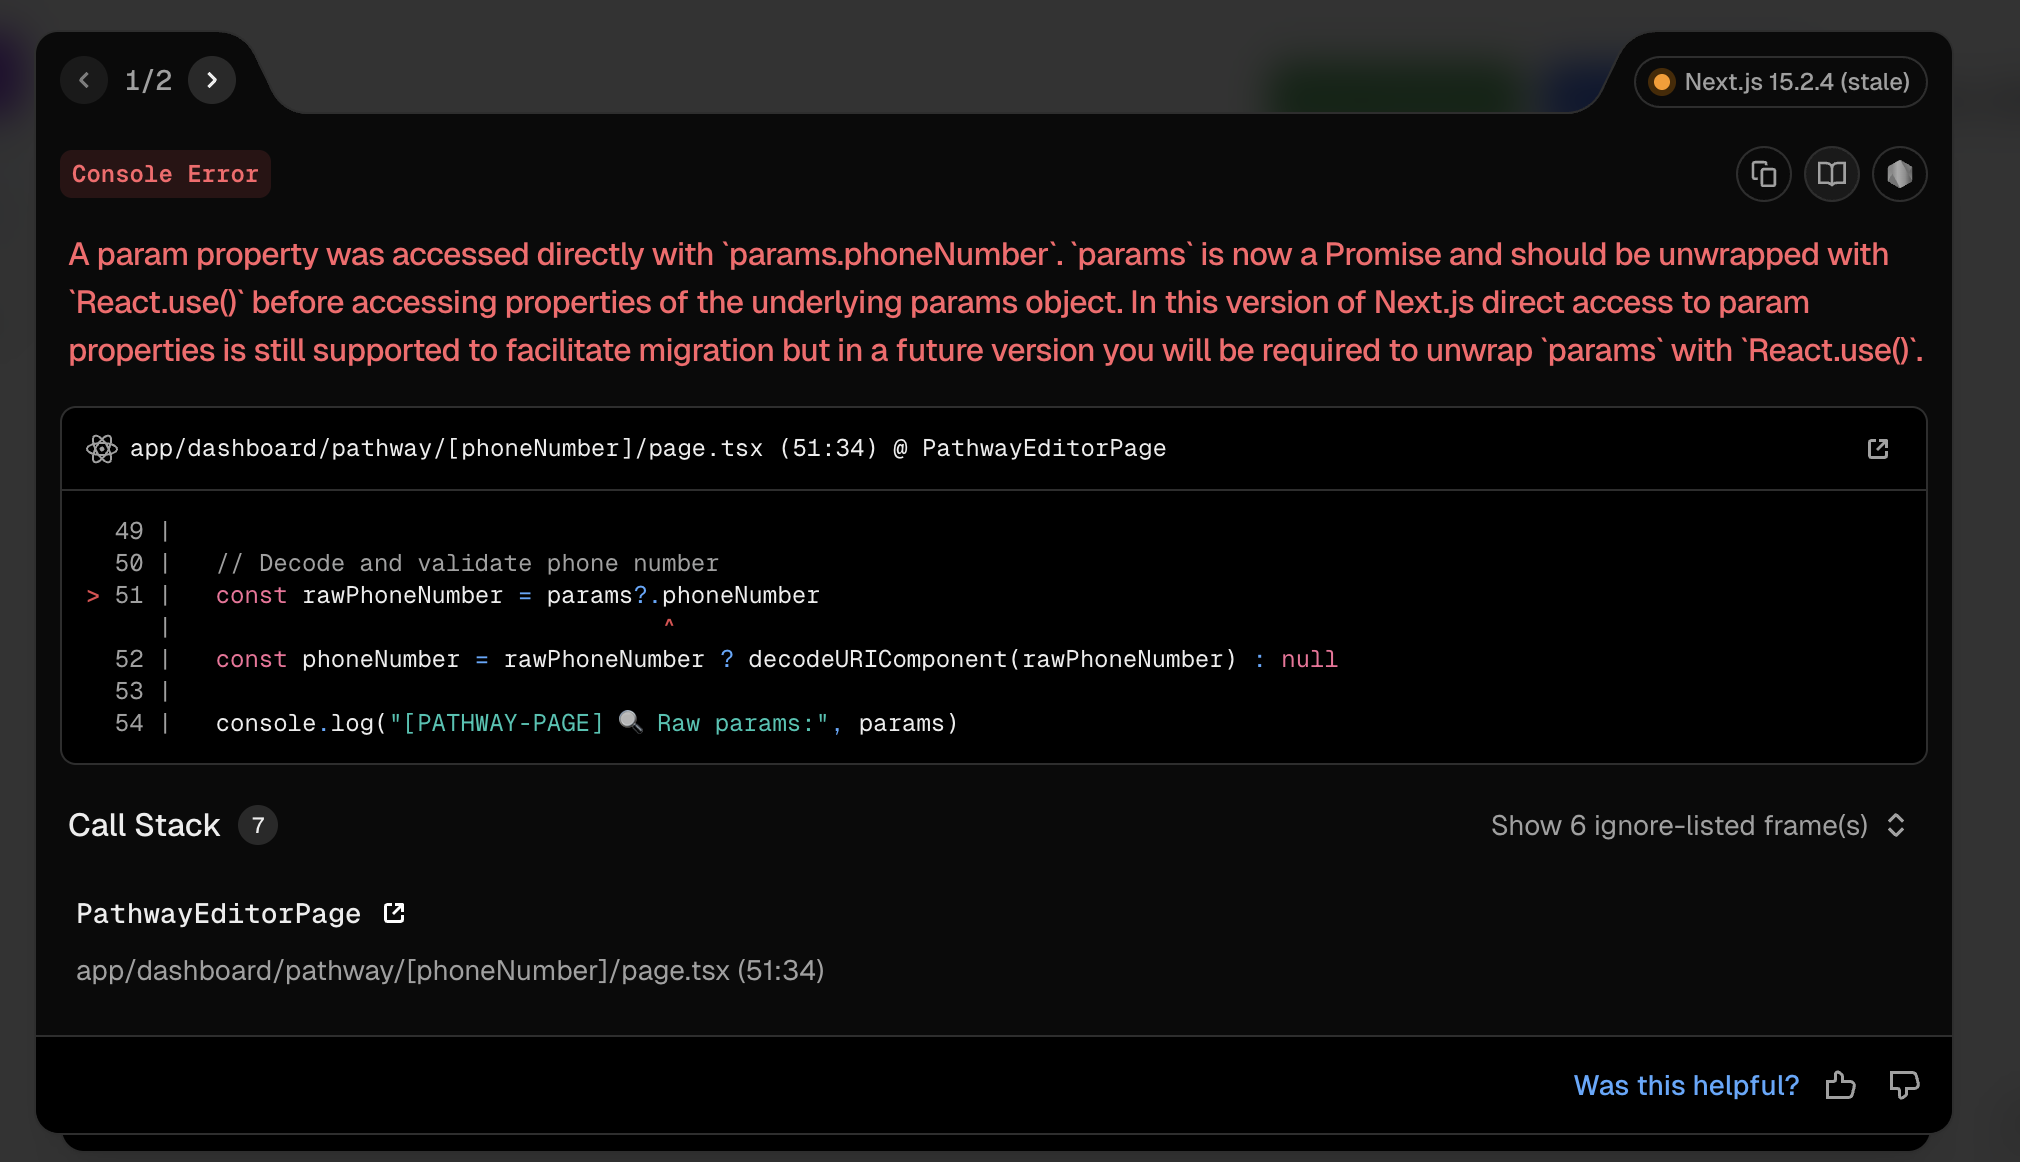 1/2
Next.js 15.2.4 (stale)
Console Error
A param property was accessed directly with `params.phoneNumber`. `params` is now a Promise and should be unwrapped with
`React.use()` before accessing properties of the underlying params object. In this version of Next.js direct access to param
properties is still supported to facilitate migration but in a future version you will be required to unwrap `params` with `React.use()`.
app/dashboard/pathway/[phoneNumber]/page.tsx (51:34) @ PathwayEditorPage
49 |
50 |   // Decode and validate phone number
> 51 |   const rawPhoneNumber = params?.phoneNumber
|                                  ^
52 |   const phoneNumber = rawPhoneNumber ? decodeURIComponent(rawPhoneNumber) : null
53 |
54 |   console.log("[PATHWAY-PAGE] 🔍 Raw params:", params)
Call Stack 7
Show 6 ignore-listed frame(s)
PathwayEditorPage
app/dashboard/pathway/[phoneNumber]/page.tsx (51:34)
Was this helpful?